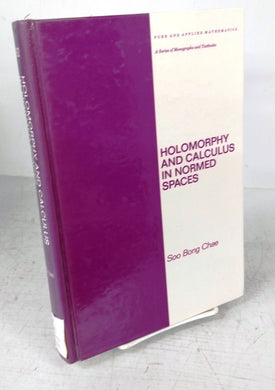 PURE AND APPLIED MATHEMATICS
A Series of Monographs and Textbooks
HOLOMORPHY
AND CALCULUS
IN NORMED
SPACES
Soo Bong Chae
HOLOMORPHY AND CALCULUS